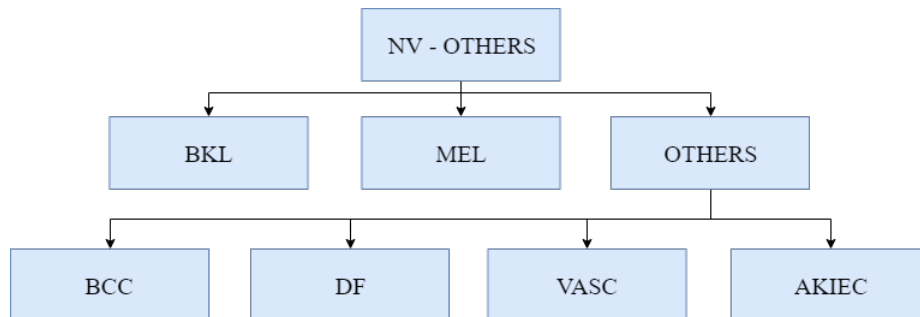 NV - OTHERS
BKL
MEL
OTHERS
BCC
DF
VASC
AKIEC